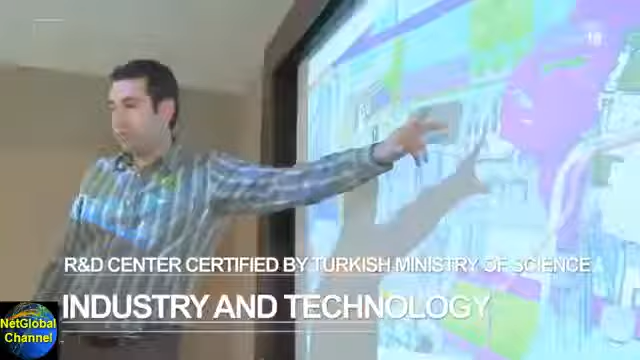 R&D CENTER CERTIFIED BY TURKISH MINISTRY OF SCIENCE
INDUSTRY AND TECHNOLOGY
NetGlobal
Channel